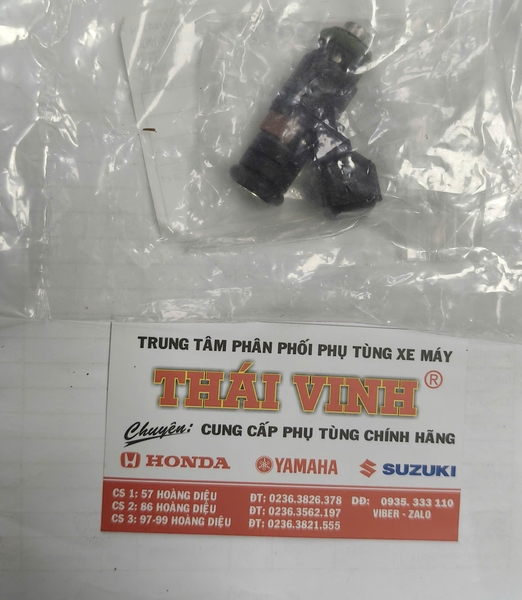 TRUNG TÂM PHÂN PHỐI PHỤ TÙNG XE MÁY
THÁI VINH ®
Chuyên: CUNG CẤP PHỤ TÙNG CHÍNH HÃNG
HONDA YAMAHA SUZUKI
CS 1: 57 HOÀNG DIỆU ĐT: 0236.3826.378 DĐ: 0935. 333 110
CS 2: 86 HOÀNG DIỆU ĐT: 0236.3562.197 VIBER - ZALO
CS 3: 97-99 HOÀNG DIỆU ĐT: 0236.3821.555